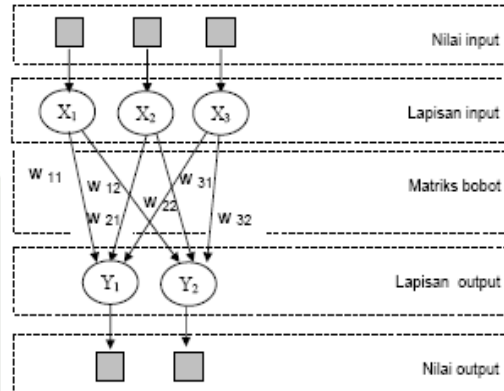 Nilai input
X1 X2 X3
Lapisan input
W 11 W 12 W 21 W 22 W 31 W 32
Matriks bobot
Y1 Y2
Lapisan output
Nilai output